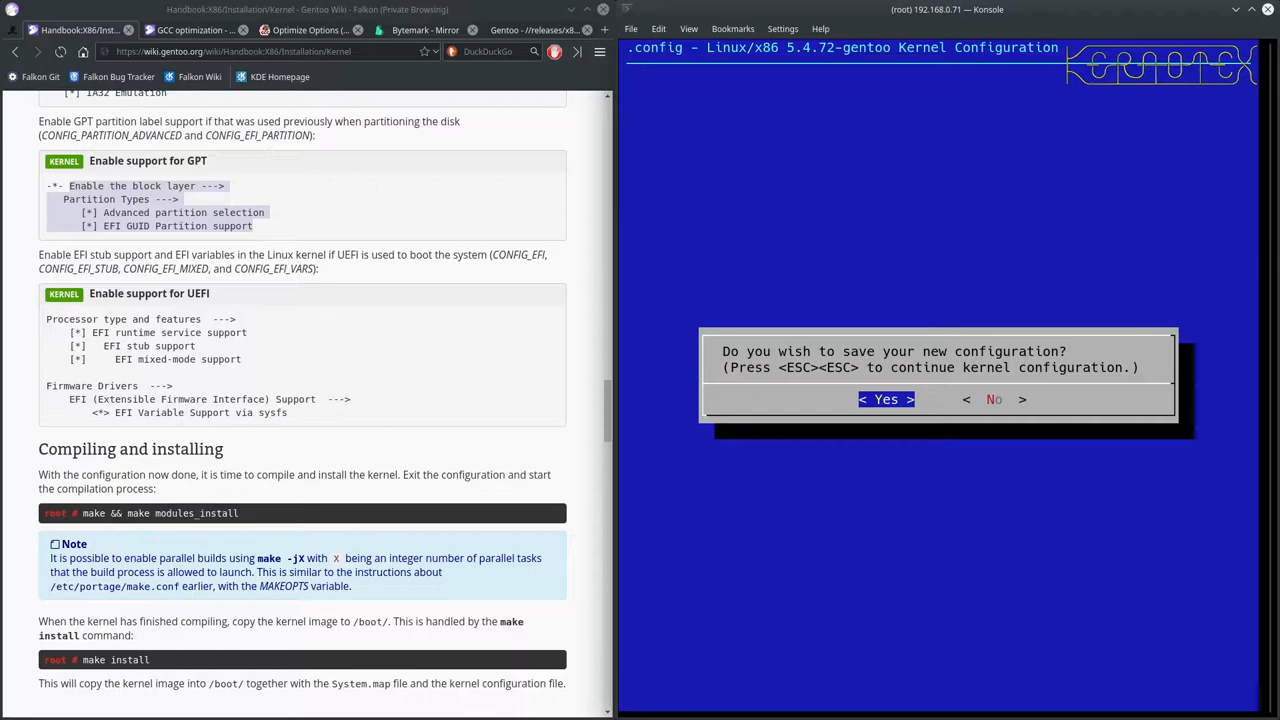 Handbook:X86/Installation/Kernel - Gentoo Wiki - Falkon (Private Browsing)
Handbook:X86/Inst...
GCC optimization - ...
Optimize Options (...
Bytemark - Mirror ...
Gentoo - //releases/x8...
https://wiki.gentoo.org/wiki/Handbook:X86/Installation/Kernel
DuckDuckGo
Falkon Git
Falkon Bug Tracker
Falkon Wiki
KDE Homepage
[*] IA32 Emulation
Enable GPT partition label support if that was used previously when partitioning the disk
(CONFIG_PARTITION_ADVANCED and CONFIG_EFI_PARTITION):
KERNEL Enable support for GPT
-*- Enable the block layer --->
Partition Types --->
[*] Advanced partition selection
[*] EFI GUID Partition support
Enable EFI stub support and EFI variables in the Linux kernel if UEFI is used to boot the system (CONFIG_EFI,
CONFIG_EFI_STUB, CONFIG_EFI_MIXED, and CONFIG_EFI_VARS):
KERNEL Enable support for UEFI
Processor type and features --->
[*] EFI runtime service support
[*] EFI stub support
[*] EFI mixed-mode support
Firmware Drivers --->
EFI (Extensible Firmware Interface) Support --->
<*> EFI Variable Support via sysfs
Compiling and installing
With the configuration now done, it is time to compile and install the kernel. Exit the configuration and start
the compilation process:
root # make && make modules_install
Note
It is possible to enable parallel builds using make -jX with X being an integer number of parallel tasks
that the build process is allowed to launch. This is similar to the instructions about
/etc/portage/make.conf earlier, with the MAKEOPTS variable.
When the kernel has finished compiling, copy the kernel image to /boot/. This is handled by the make
install command:
root # make install
This will copy the kernel image into /boot/ together with the System.map file and the kernel configuration file.
(root) 192.168.0.71 — Konsole
File Edit View Bookmarks Settings Help
.config - Linux/x86 5.4.72-gentoo Kernel Configuration
Do you wish to save your new configuration?
(Press <ESC><ESC> to continue kernel configuration.)
< Yes > < No >